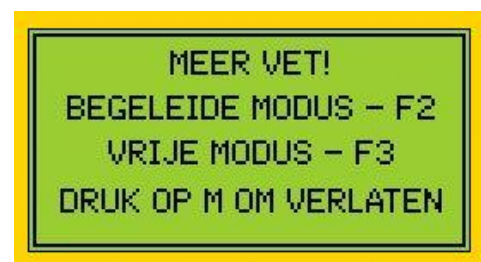 MEER VET!
BEGELEIDE MODUS – F2
VRIJE MODUS – F3
DRUK OP M OM VERLATEN